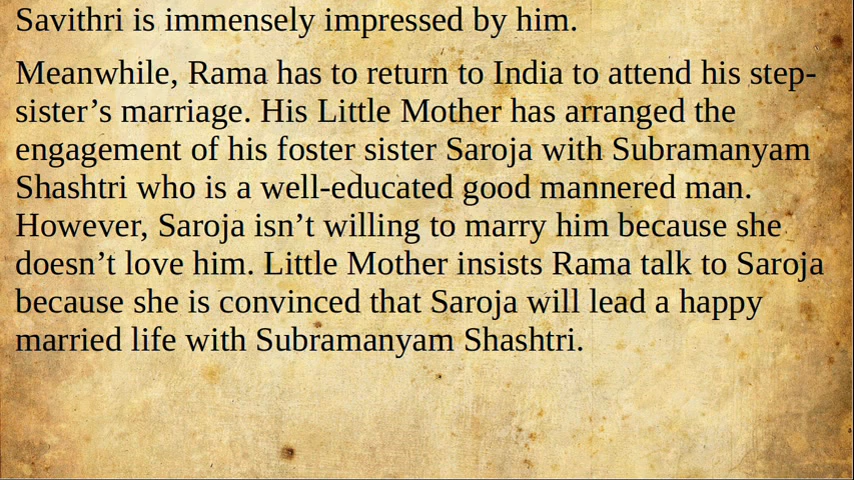 Savithri is immensely impressed by him.
Meanwhile, Rama has to return to India to attend his step-
sister’s marriage. His Little Mother has arranged the
engagement of his foster sister Saroja with Subramanyam
Shashtri who is a well-educated good mannered man.
However, Saroja isn’t willing to marry him because she
doesn’t love him. Little Mother insists Rama talk to Saroja
because she is convinced that Saroja will lead a happy
married life with Subramanyam Shashtri.